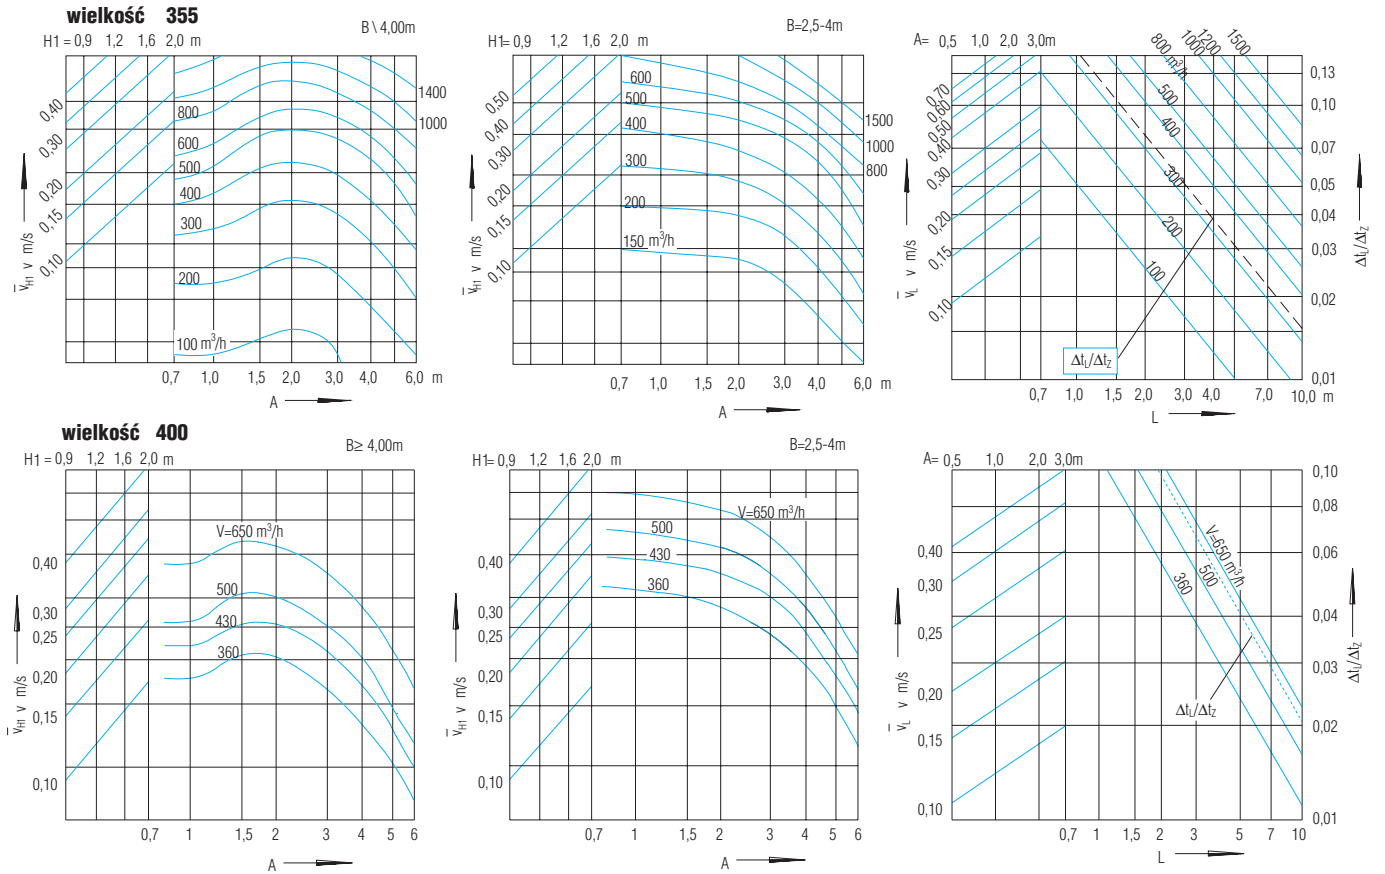 wielkość 355
B \ 4,00m
H1 = 0,9 1,2 1,6 2,0 m
0,40
0,30
0,20
0,15
0,10
v̅H1 v m/s
800
600
500
400
300
200
100 m³/h
1400
1000
0,7 1,0 1,5 2,0 3,0 4,0 6,0 m
A
B=2,5-4m
H1= 0,9 1,2 1,6 2,0 m
0,50
0,40
0,30
0,20
0,15
0,10
v̅H1 v m/s
600
500
400
300
200
150 m³/h
1500
1000
800
0,7 1,0 1,5 2,0 3,0 4,0 6,0 m
A
A= 0,5 1,0 2,0 3,0m
800 m³/h
1000
1200
1500
0,70
0,60
0,50
0,40
0,30
0,20
0,15
0,10
v̅L v m/s
500
400
300
200
100
ΔtL/ΔtZ
0,13
0,10
0,07
0,05
0,04
0,03
0,02
0,01
ΔtL/ΔtZ
0,7 1,0 1,5 2,0 3,0 4,0 7,0 10,0 m
L
wielkość 400
B≥ 4,00m
H1 = 0,9 1,2 1,6 2,0 m
0,40
0,30
0,25
0,20
0,15
0,10
v̅H1 v m/s
V=650 m³/h
500
430
360
0,7 1 1,5 2 3 4 5 6
A
B=2,5-4m
H1= 0,9 1,2 1,6 2,0 m
0,40
0,30
0,25
0,20
0,15
0,10
v̅H1 v m/s
V=650 m³/h
500
430
360
0,7 1 1,5 2 3 4 5 6
A
A= 0,5 1,0 2,0 3,0m
0,40
0,30
0,25
0,20
0,15
0,10
v̅L v m/s
V=650 m³/h
500
360
ΔtL/ΔtZ
0,10
0,08
0,06
0,04
0,03
0,02
0,01
ΔtL/ΔtZ
0,7 1 1,5 2 3 5 7 10
L